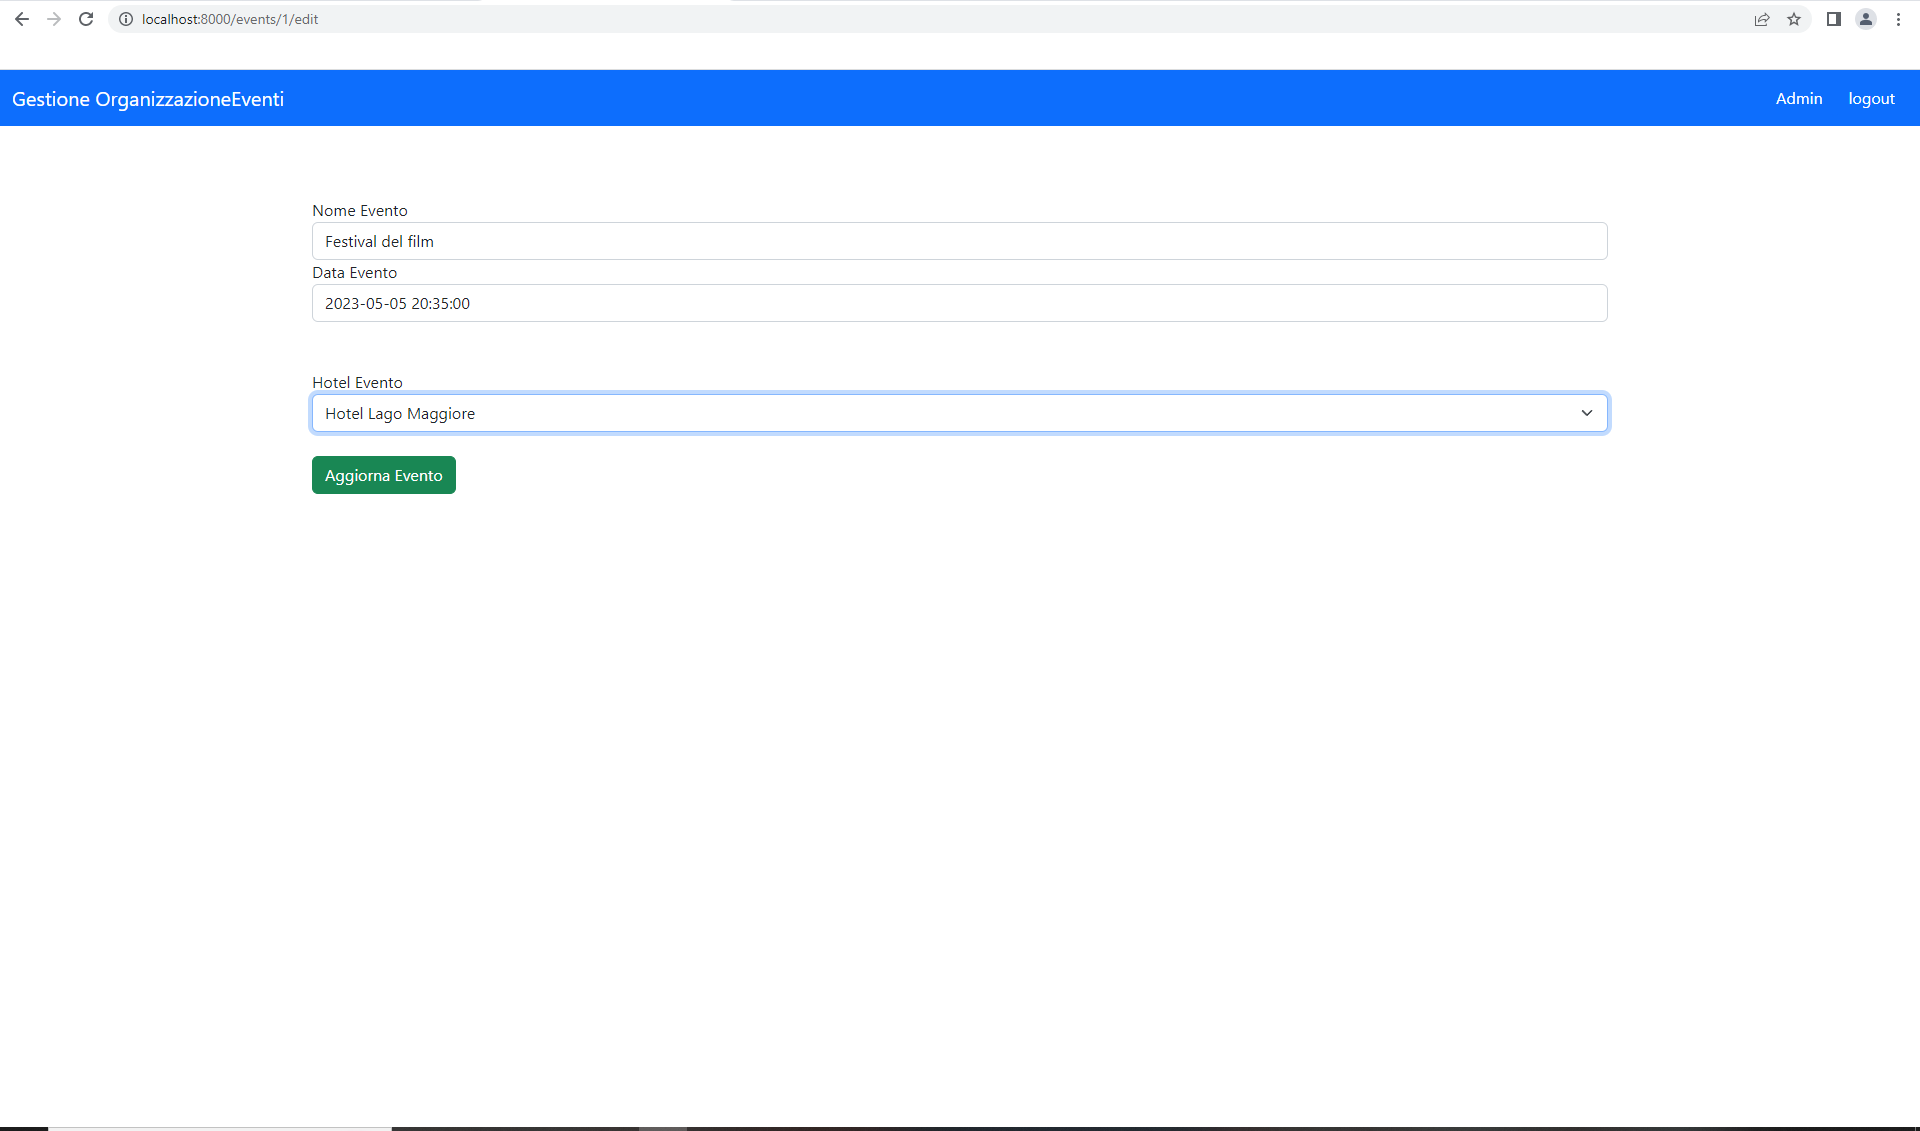 localhost:8000/events/1/edit
Gestione OrganizzazioneEventi
Admin logout
Nome Evento
Festival del film
Data Evento
2023-05-05 20:35:00
Hotel Evento
Hotel Lago Maggiore
Aggiorna Evento